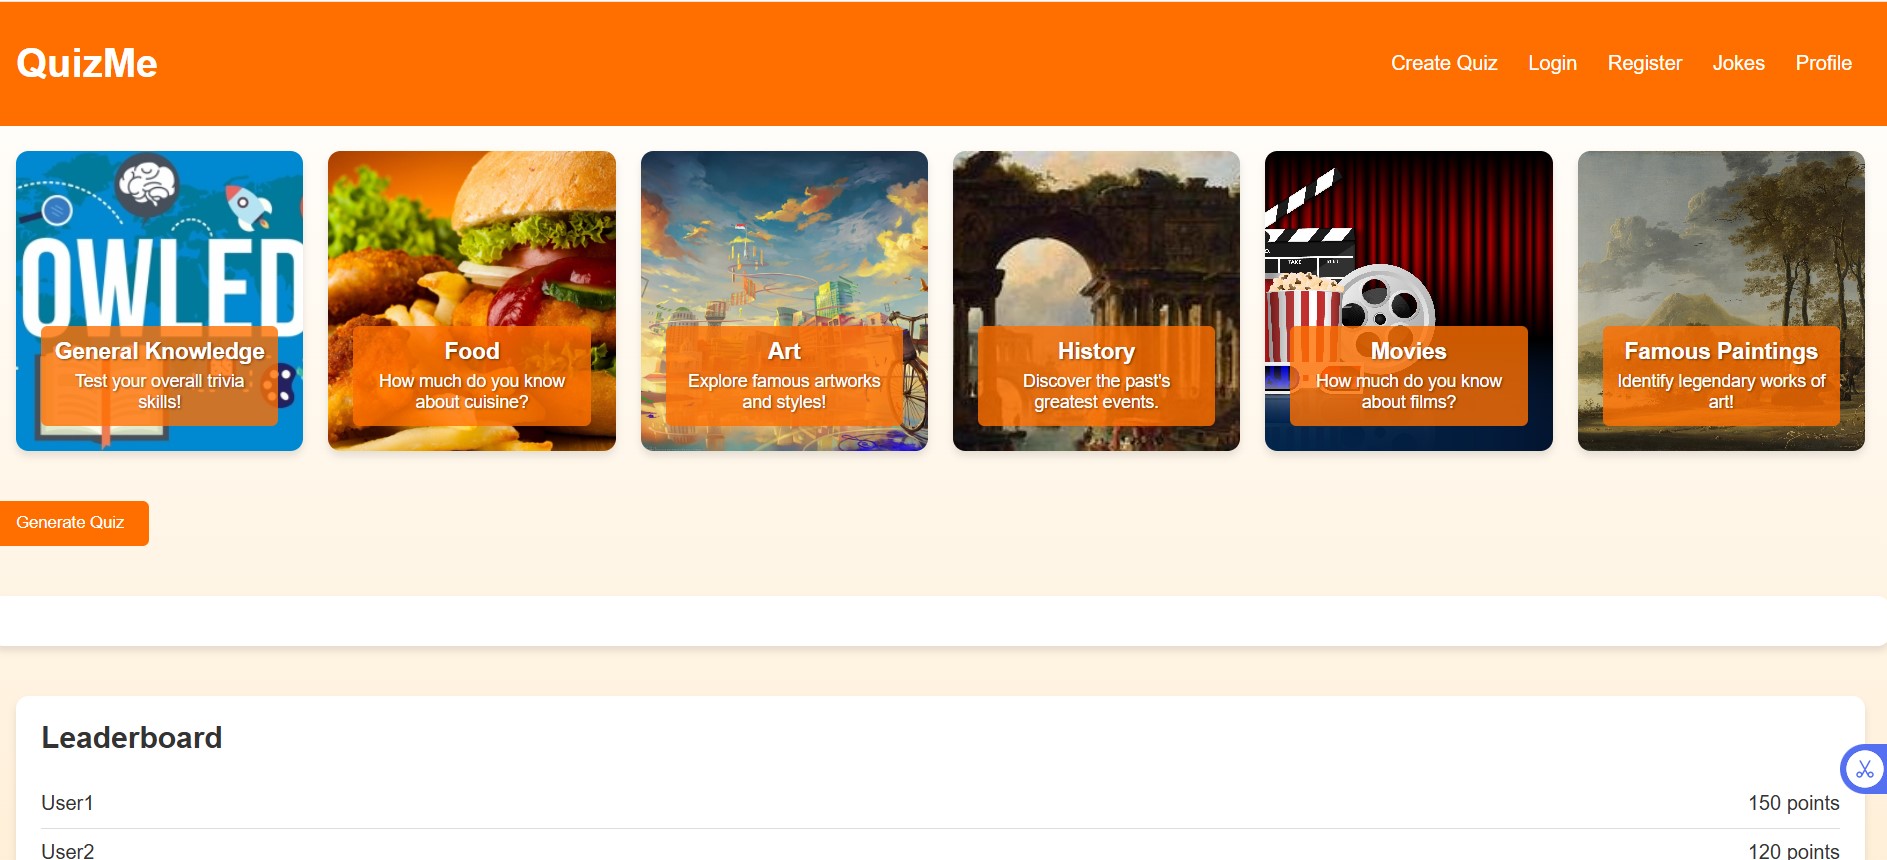 QuizMe
Create Quiz Login Register Jokes Profile
OWLED
General Knowledge
Test your overall trivia
skills!
Food
How much do you know
about cuisine?
Art
Explore famous artworks
and styles!
History
Discover the past's
greatest events.
TAKE
Movies
How much do you know
about films?
Famous Paintings
Identify legendary works of
art!
Generate Quiz
Leaderboard
User1 150 points
User2 120 points